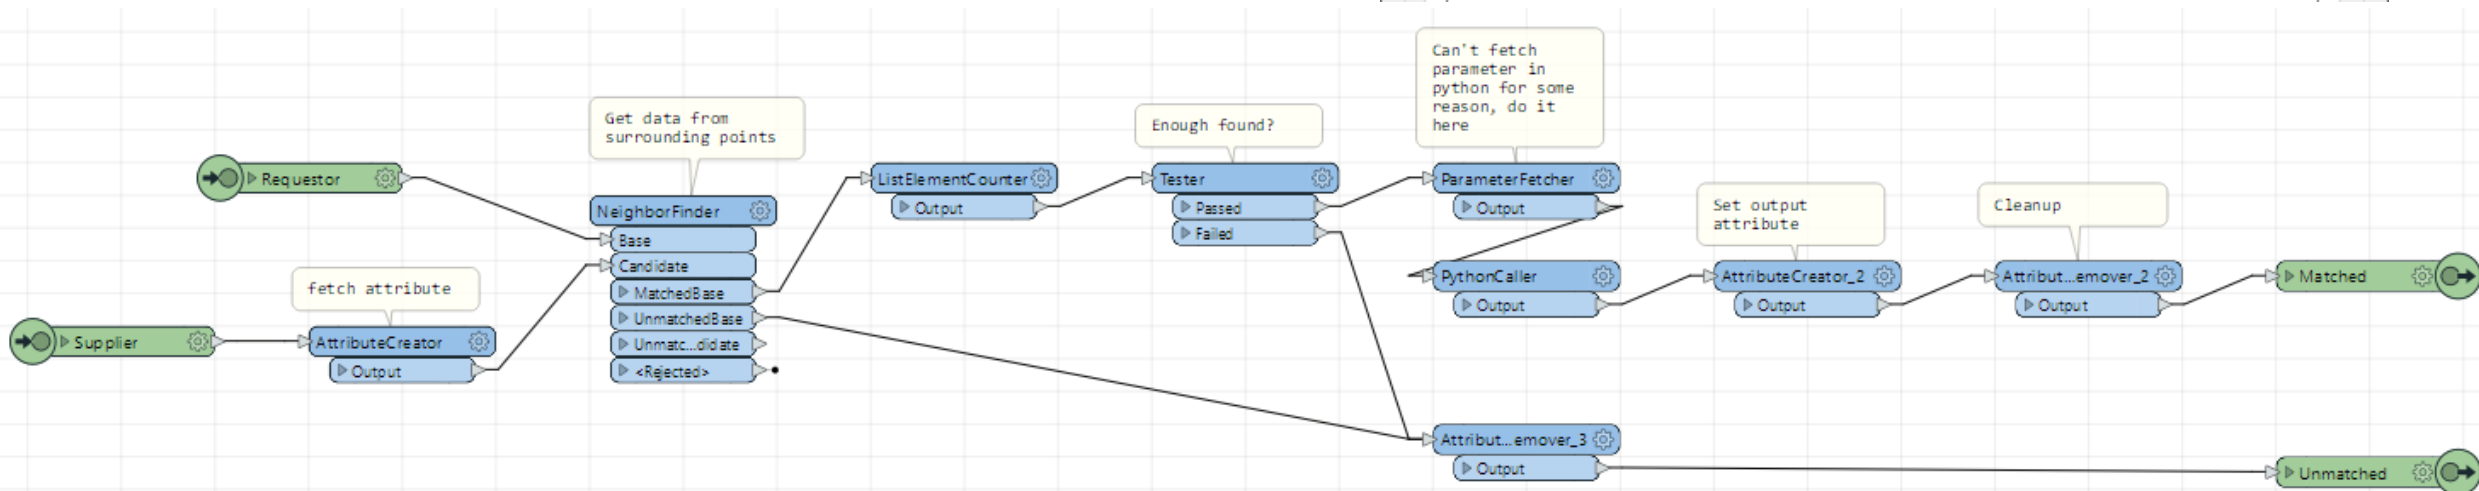 Can't fetch
parameter in
python for some
reason, do it
here
Get data from
surrounding points
Enough found?
Requestor
NeighborFinder
Base
Candidate
MatchedBase
UnmatchedBase
Unmatc...didate
<Rejected>
ListElementCounter
Output
Tester
Passed
Failed
ParameterFetcher
Output
Set output
attribute
Cleanup
fetch attribute
Supplier
AttributeCreator
Output
PythonCaller
Output
AttributeCreator_2
Output
Attribut...emover_2
Output
Matched
Attribut...emover_3
Output
Unmatched